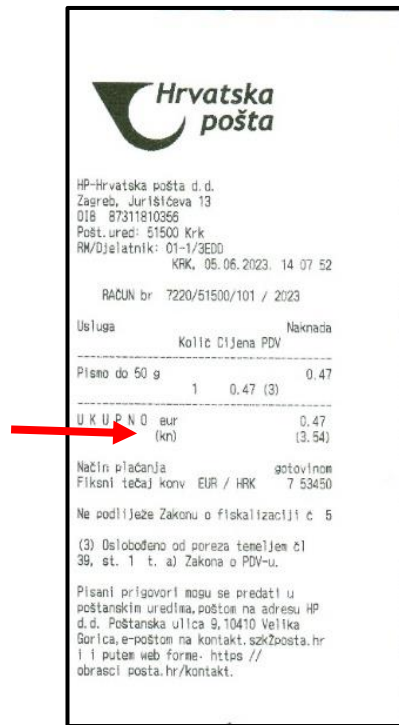 Hrvatska
pošta
HP-Hrvatska pošta d.d.
Zagreb, Jurišićeva 13
OIB 87311810356
Pošt.ured: 51500 Krk
RM/Djelatnik: 01-1/3EDD
KRK, 05.06.2023. 14 07 52
RAČUN br 7220/51500/101 / 2023
Usluga Naknada
Količ Cijena PDV
Pismo do 50 g 0.47
1 0.47 (3)
U K U P N O eur 0.47
(kn) (3.54)
Način plaćanja gotovinom
Fiksni tečaj konv EUR / HRK 7 53450
Ne podliježe Zakonu o fiskalizaciji č 5
(3) Oslobođeno od poreza temeljem čl
39, st. 1 t. a) Zakona o PDV-u.
Pisani prigovori mogu se predati u
poštanskim uredima,poštom na adresu HP
d.d. Poštanska ulica 9,10410 Velika
Gorica,e-poštom na kontakt.szkžposta.hr
i i putem web forme- https //
obrasci posta.hr/kontakt.